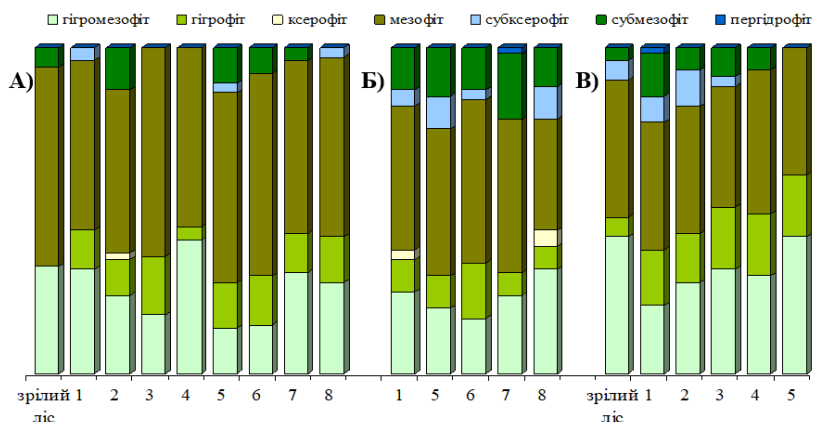 гігромезофіт гігрофіт ксерофіт мезофіт субксерофіт субмезофіт пергідрофіт
А) Б) В)
зрілий 1 2 3 4 5 6 7 8 1 5 6 7 8 зрілий 1 2 3 4 5
ліс ліс